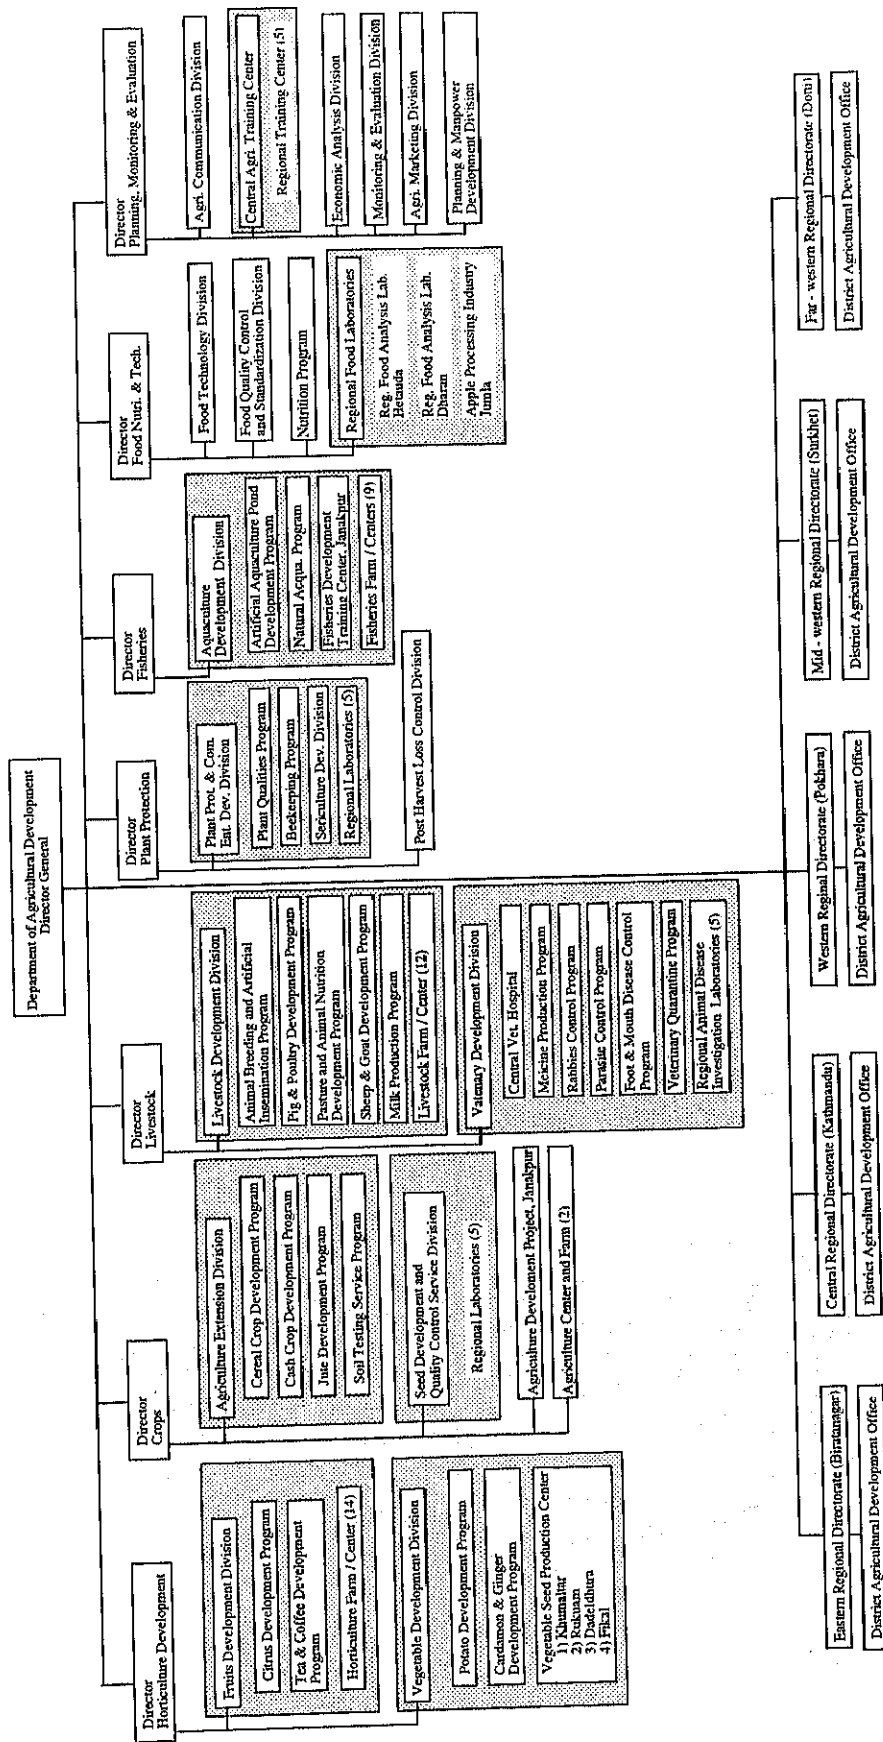 Department of Agricultural Development
Director General
Director
Horticulture Development
Fruits Development Division
Citrus Development Program
Tea & Coffee Development
Program
Horticulture Farm / Center (14)
Vegetable Development Division
Potato Development Program
Cardamon & Ginger
Development Program
Vegetable Seed Production Center
1) Khumaltar
2) Rukuam
3) Dadeldhura
4) Fikal
Director
Crops
Agriculture Extension Division
Cereal Crop Development Program
Cash Crop Development Program
Jute Development Program
Soil Testing Service Program
Seed Development and
Quality Control Service Division
Regional Laboratories (5)
Agriculture Develoment Project, Janakpur
Agriculture Center and Farm (2)
Director
Livestock
Livestock Development Division
Animal Breeding and Artificial
Insemination Program
Pig & Poultry Development Program
Pasture and Animal Nutrition
Development Program
Sheep & Goat Development Program
Milk Production Program
Livestock Farm / Center (12)
Vatenary Development Division
Central Vet. Hospital
Meicine Production Program
Rabbies Control Program
Parasite Control Program
Foot & Mouth Disease Control
Program
Veteritary Quarantine Program
Regional Animal Disease
Investigation Laboratories (5)
Director
Plant Protection
Plant Prot. & Com.
Ent. Dev. Division
Plant Qualities Program
Beekeeping Program
Sericulture Dev. Division
Regional Laboratories (5)
Post Harvest Loss Control Division
Director
Fisheries
Aquaculture
Development Division
Artificial Aquaculture Pond
Development Program
Natural Acqua. Program
Fisheries Development
Training Center, Janakpur
Fisheries Farm / Centers (9)
Director
Food Nutri. & Tech.
Food Technology Division
Food Quality Control
and Standardization Division
Nutrition Program
Regional Food Laboratories
Reg. Food Analysis Lab.
Hetauda
Reg. Food Analysis Lab.
Dharan
Apple Processing Industry
Jumla
Director
Planning, Monitoring & Evaluation
Agri. Communication Division
Central Agri. Training Center
Regional Training Center (5)
Economic Analysis Division
Monitoring & Evaluation Division
Agri. Marketing Division
Planning & Manpower
Development Division
Eastern Regional Directorate (Biratanagar)
District Agricultural Development Office
Central Regional Directorate (Kathmandu)
District Agricultural Development Office
Western Reginal Directorate (Pokhara)
District Agricultural Development Office
Mid - western Regional Directorate (Surkhet)
District Agricultural Development Office
Far - western Regional Directorate (Doti)
District Agricultural Development Office